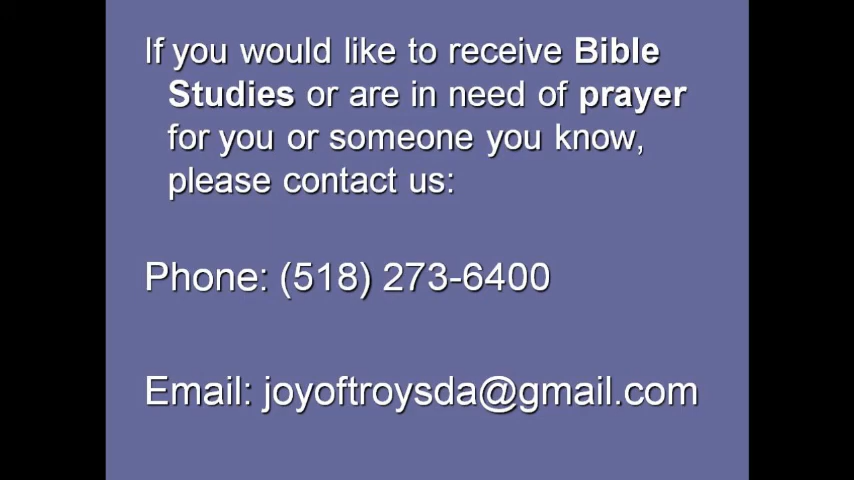 If you would like to receive Bible
Studies or are in need of prayer
for you or someone you know,
please contact us:
Phone: (518) 273-6400
Email: joyoftroysda@gmail.com